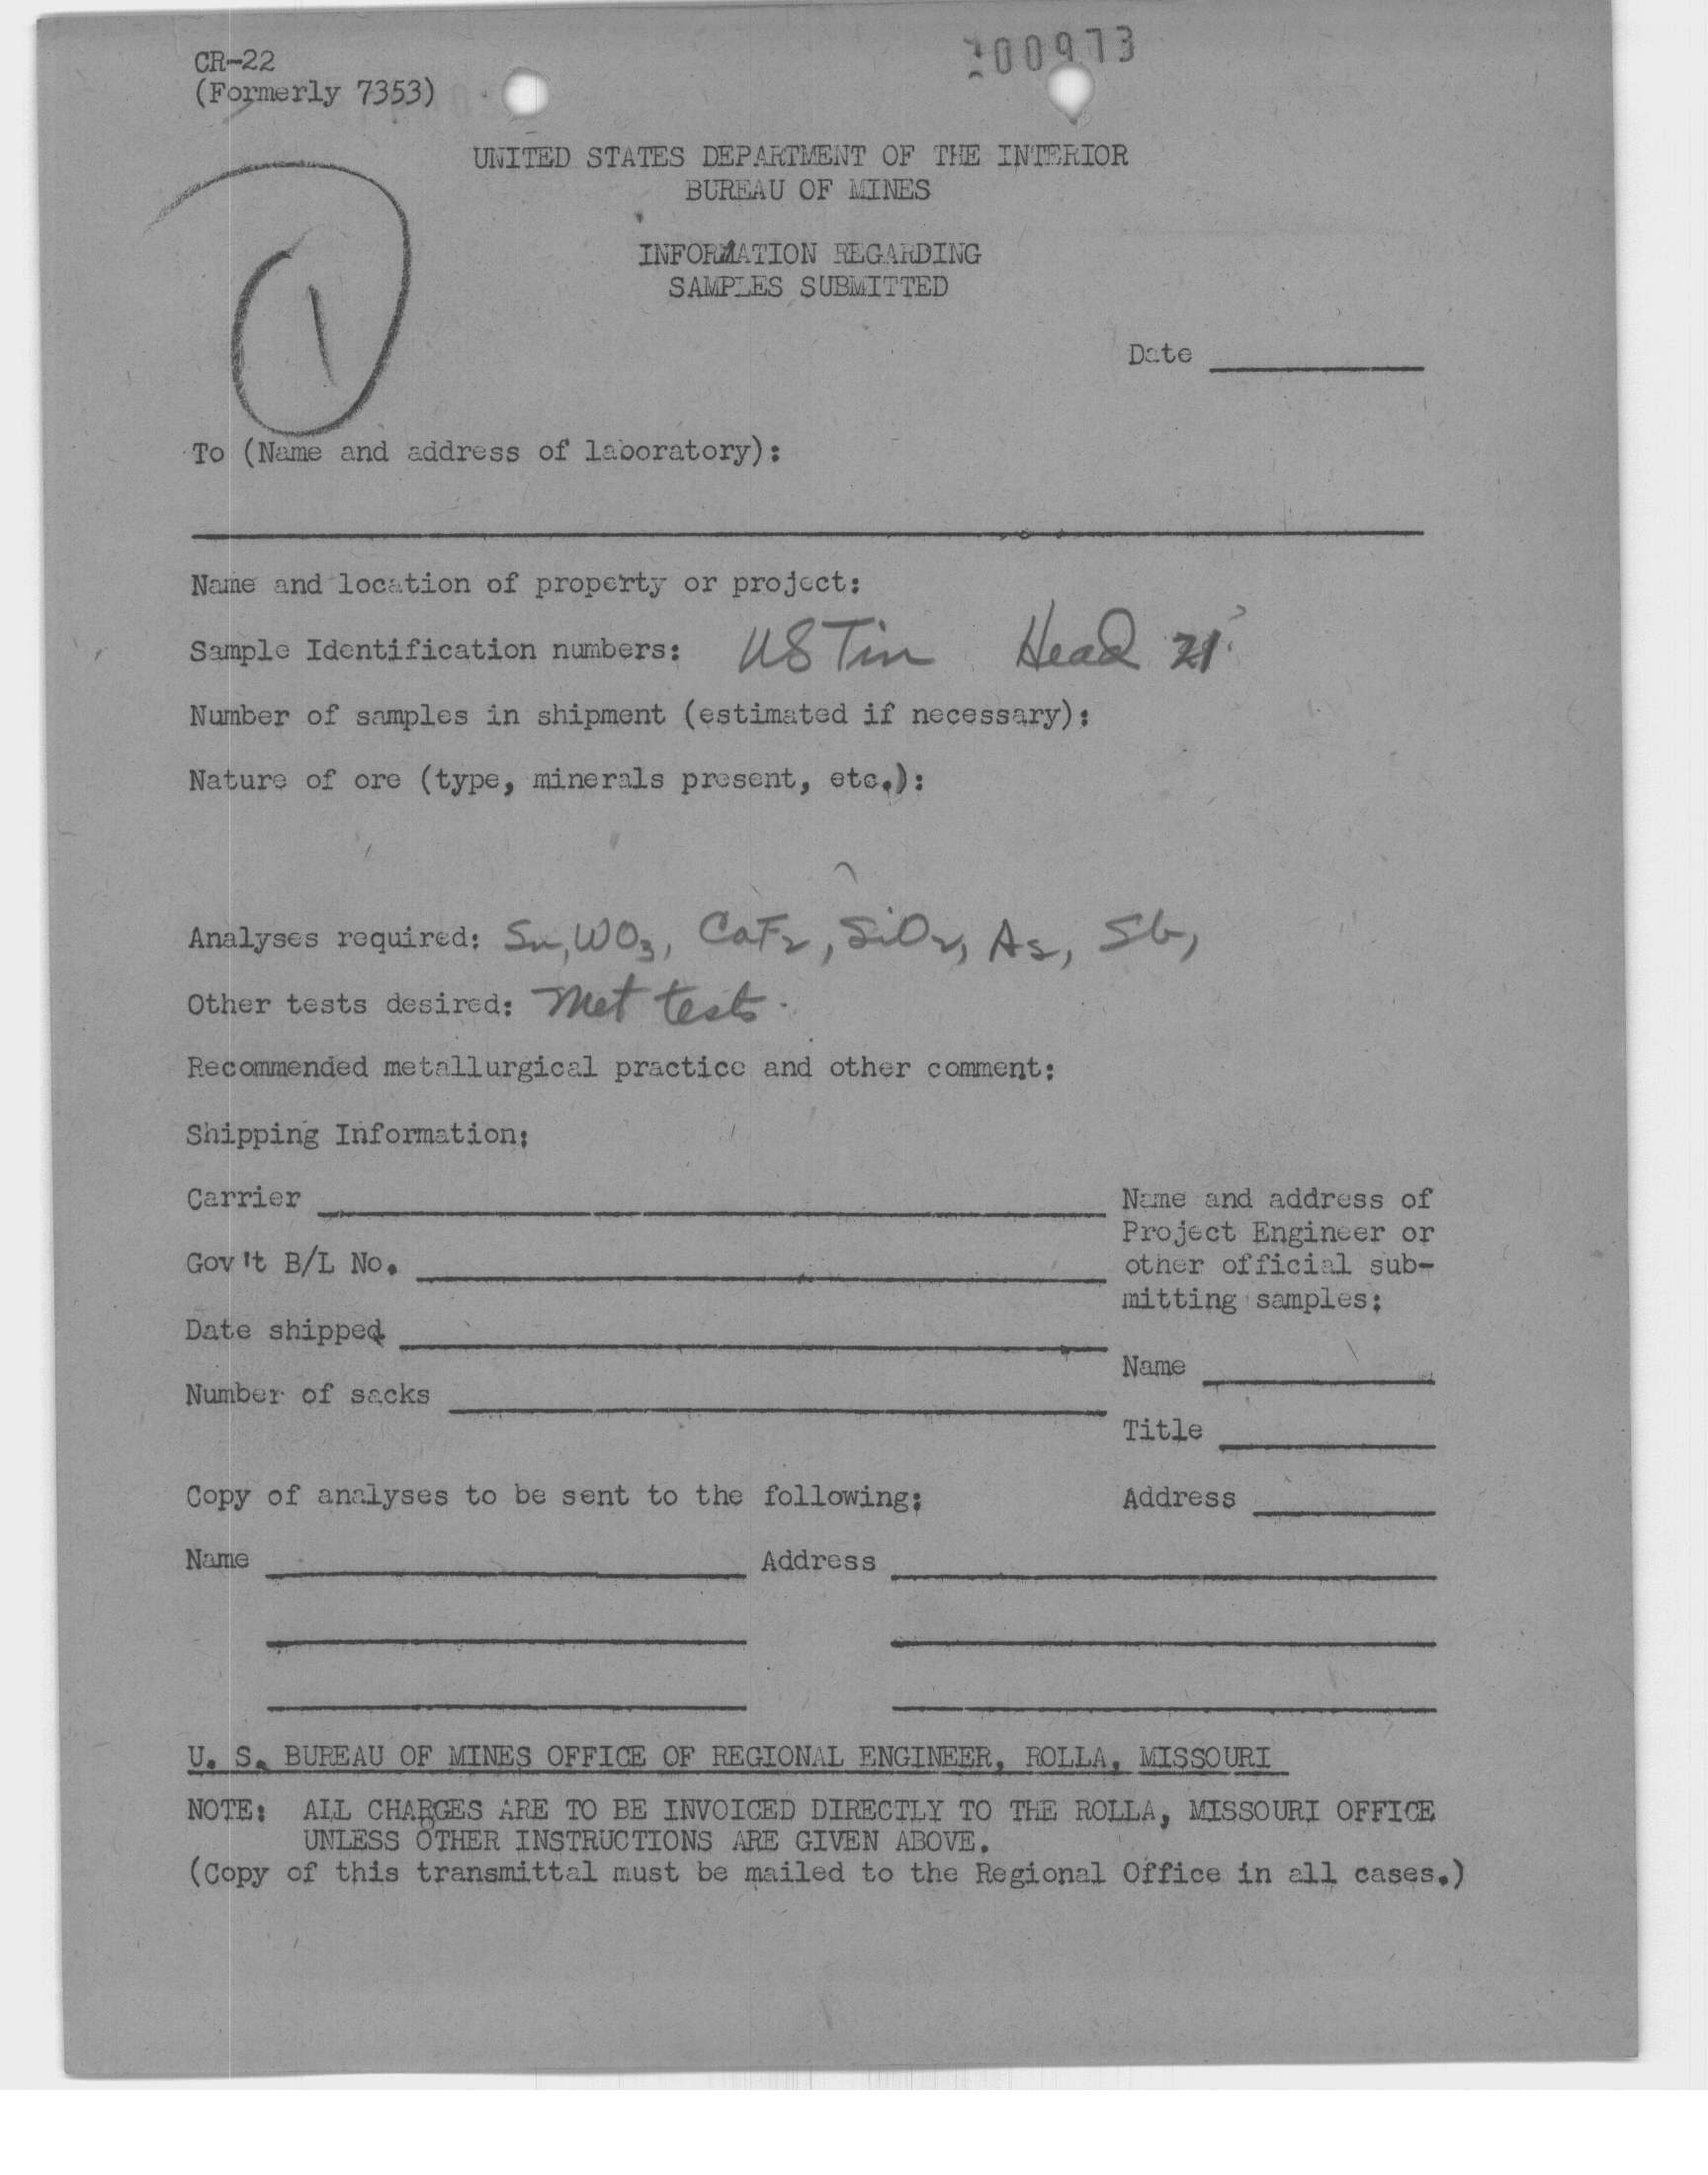 CR-22
(Formerly 7353)
200973
1
UNITED STATES DEPARTMENT OF THE INTERIOR
BUREAU OF MINES
INFORMATION REGARDING
SAMPLES SUBMITTED
Date
To (Name and address of laboratory):
Name and location of property or project:
Sample Identification numbers: US Tin Head 21
Number of samples in shipment (estimated if necessary):
Nature of ore (type, minerals present, etc.):
Analyses required: Sn, WO3, CaF2, SiO2, As, Sb,
Other tests desired: Met tests.
Recommended metallurgical practice and other comment:
Shipping Information:
Carrier
Gov't B/L No.
Date shipped
Number of sacks
Name and address of
Project Engineer or
other official sub-
mitting samples:
Name
Title
Address
Copy of analyses to be sent to the following:
Name Address
U. S. BUREAU OF MINES OFFICE OF REGIONAL ENGINEER, ROLLA, MISSOURI
NOTE: ALL CHARGES ARE TO BE INVOICED DIRECTLY TO THE ROLLA, MISSOURI OFFICE
UNLESS OTHER INSTRUCTIONS ARE GIVEN ABOVE.
(Copy of this transmittal must be mailed to the Regional Office in all cases.)